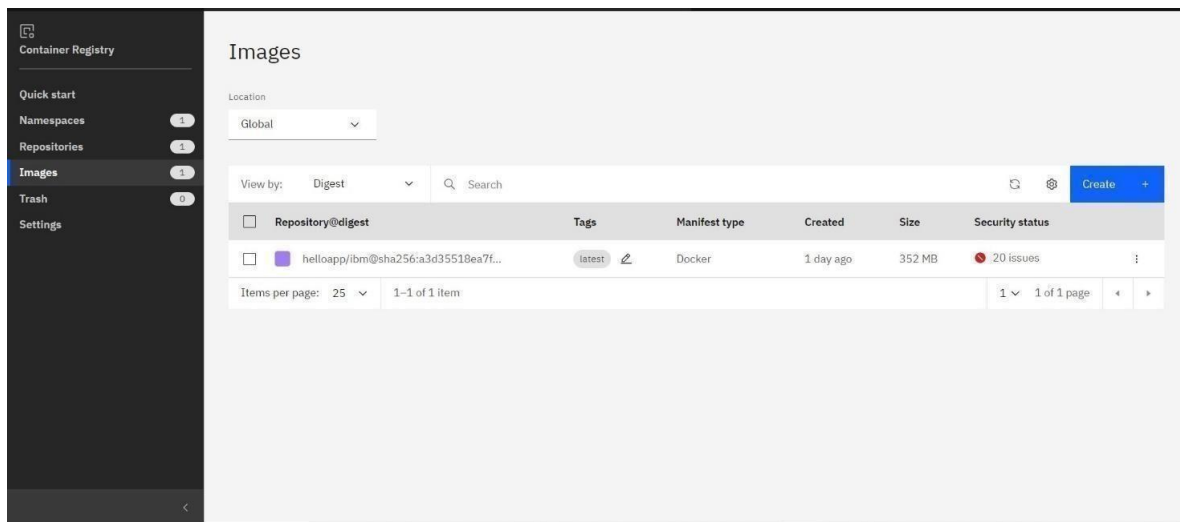 Container Registry
Quick start
Namespaces 1
Repositories 1
Images 1
Trash 0
Settings
Images
Location
Global
View by: Digest Search Create +
Repository@digest Tags Manifest type Created Size Security status
helloapp/ibm@sha256:a3d35518ea7f... latest Docker 1 day ago 352 MB 20 issues
Items per page: 25 1–1 of 1 item 1 1 of 1 page